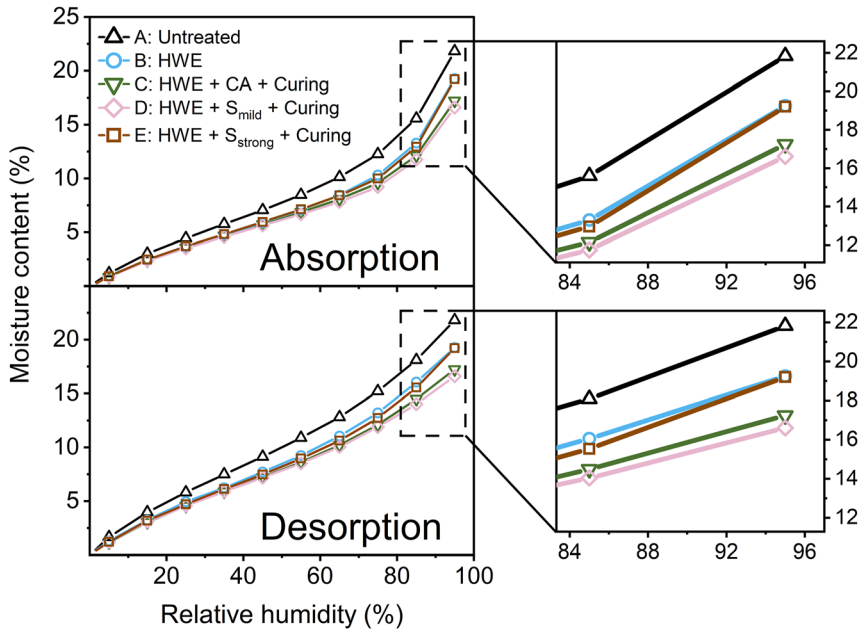 25
20
15
10
5
A: Untreated
B: HWE
C: HWE + CA + Curing
D: HWE + Smild + Curing
E: HWE + Sstrong + Curing
Absorption
22
20
18
16
14
12
84 88 92 96
Moisture content (%)
20
15
10
5
Desorption
20 40 60 80 100
Relative humidity (%)
22
20
18
16
14
12
84 88 92 96